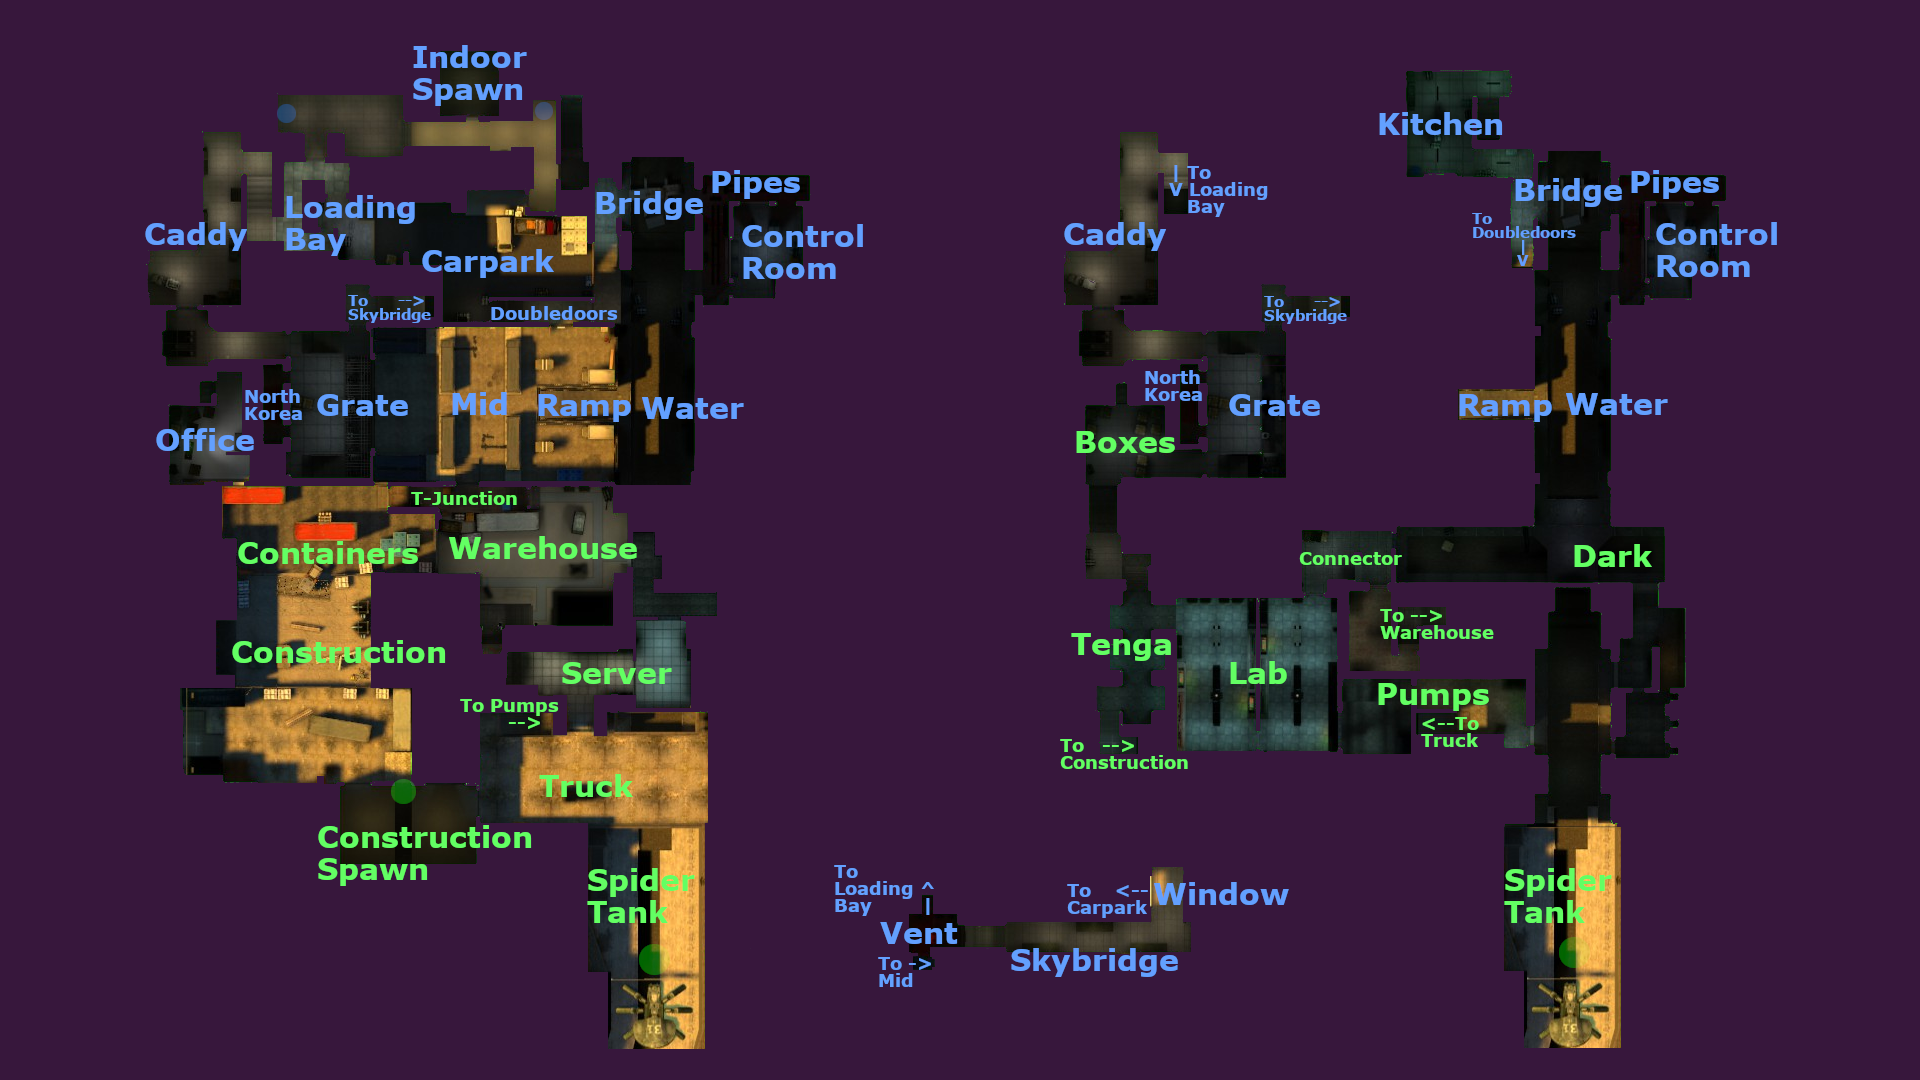 Indoor
Spawn
Loading
Bay
Caddy
Carpark
Bridge
Pipes
Control
Room
To -->
Skybridge
Doubledoors
North
Korea
Grate
Mid
Ramp
Water
Office
T-Junction
Containers
Warehouse
Construction
Server
To Pumps
-->
Truck
Construction
Spawn
Spider
Tank
Kitchen
|
v
To
Loading
Bay
Caddy
Bridge
Pipes
To
Doubledoors
|
v
Control
Room
To -->
Skybridge
North
Korea
Grate
Ramp
Water
Boxes
Connector
Dark
To -->
Warehouse
Tenga
Lab
Pumps
<--To
Truck
To -->
Construction
Spider
Tank
To
Loading ^
Bay |
Vent
To ->
Mid
To <--
Carpark
Window
Skybridge
31
31